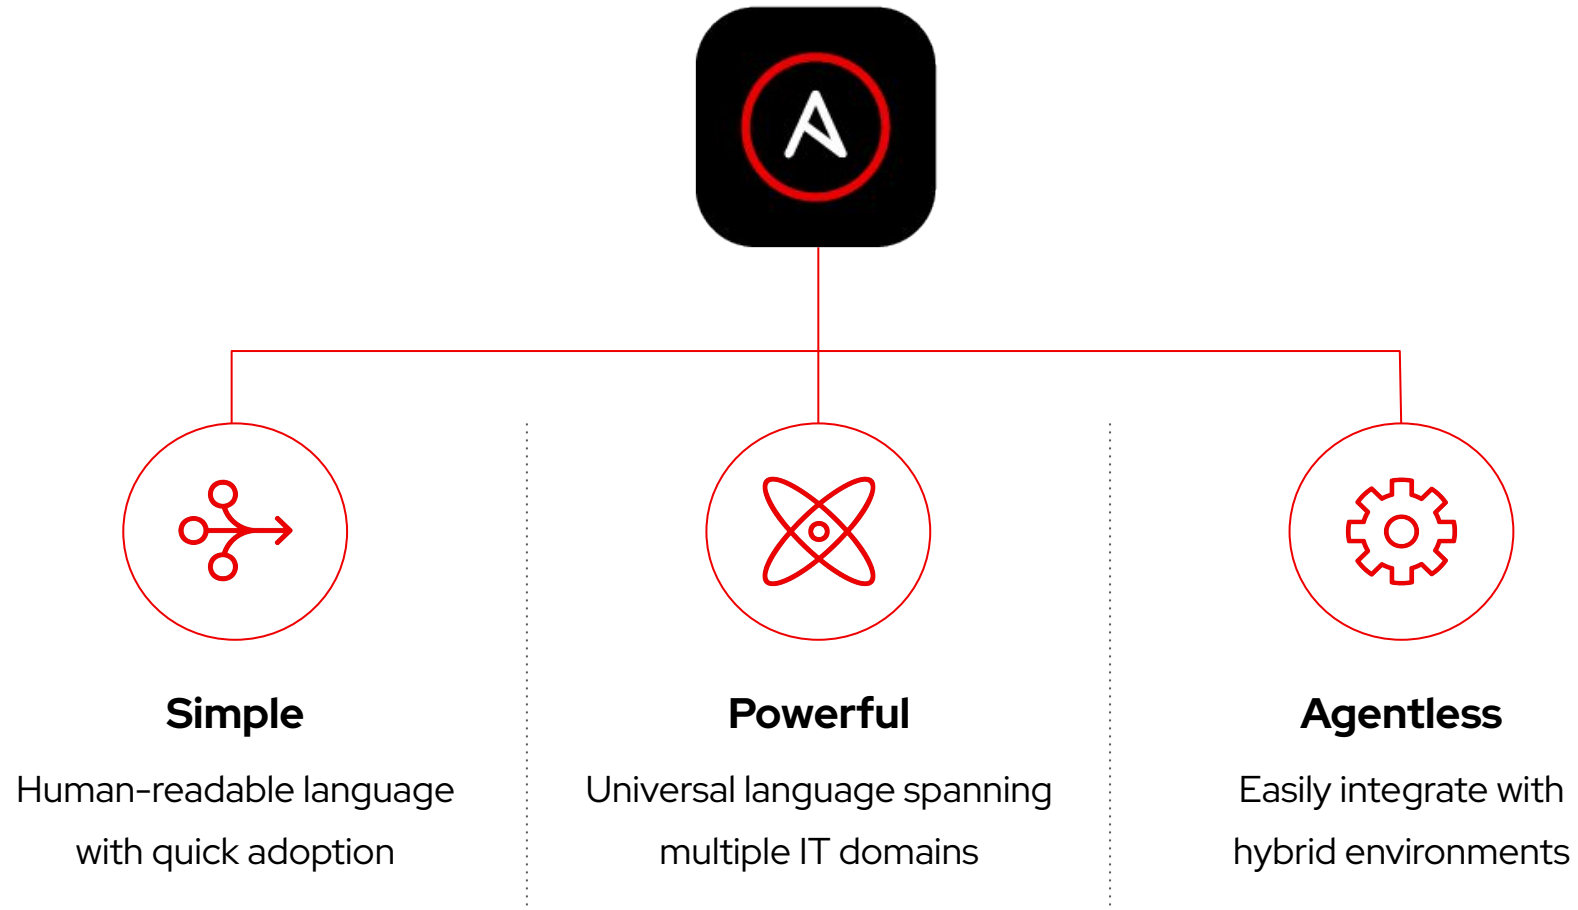 Simple
Human-readable language
with quick adoption
Powerful
Universal language spanning
multiple IT domains
Agentless
Easily integrate with
hybrid environments